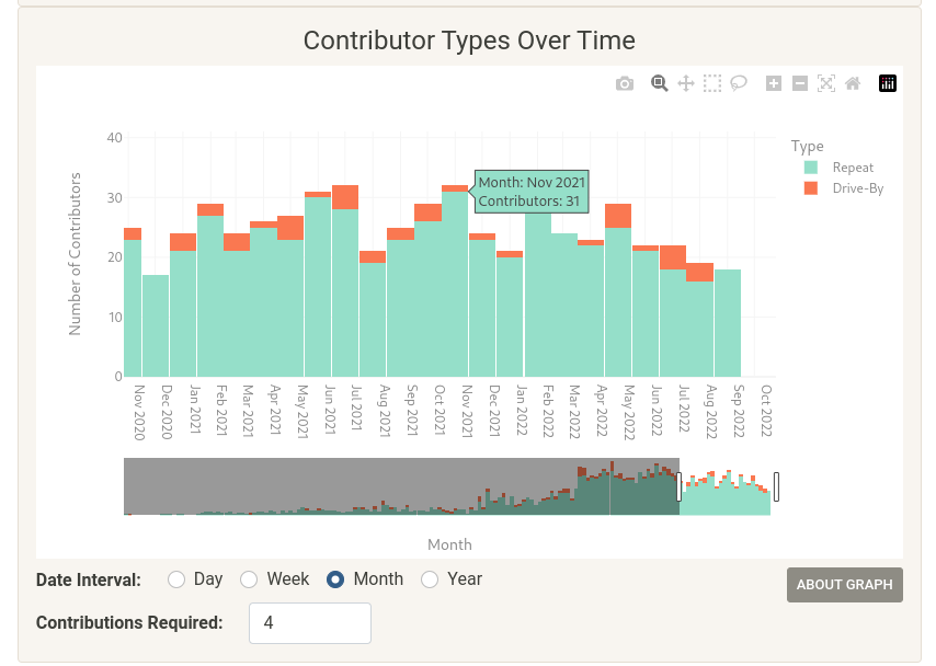 Contributor Types Over Time
40
30
20
10
0
Number of Contributors
Month: Nov 2021
Contributors: 31
Type
Repeat
Drive-By
Nov 2020
Dec 2020
Jan 2021
Feb 2021
Mar 2021
Apr 2021
May 2021
Jun 2021
Jul 2021
Aug 2021
Sep 2021
Oct 2021
Nov 2021
Dec 2021
Jan 2022
Feb 2022
Mar 2022
Apr 2022
May 2022
Jun 2022
Jul 2022
Aug 2022
Sep 2022
Oct 2022
Month
Date Interval: Day Week Month Year
ABOUT GRAPH
Contributions Required: 4